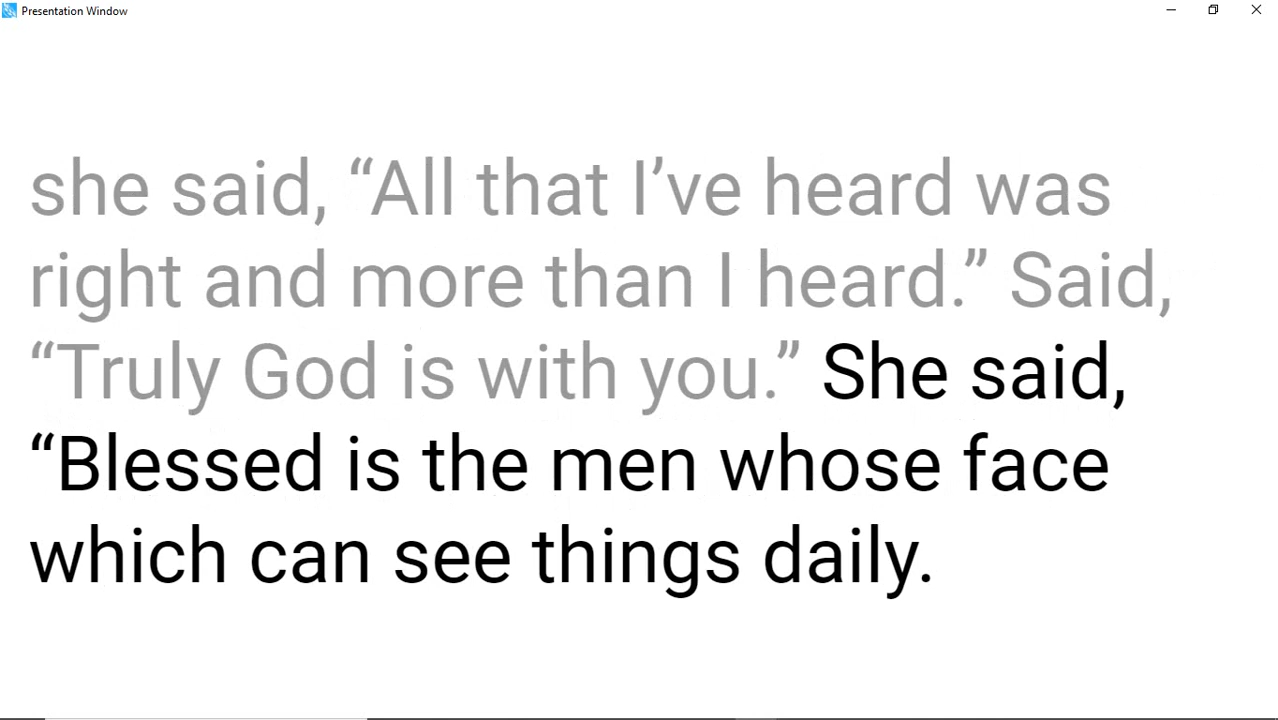 Presentation Window
she said, “All that I’ve heard was
right and more than I heard.” Said,
“Truly God is with you.” She said,
“Blessed is the men whose face
which can see things daily.